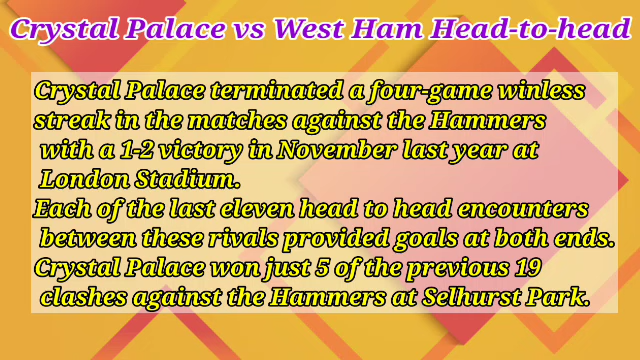 Crystal Palace vs West Ham Head-to-head
Crystal Palace terminated a four-game winless
streak in the matches against the Hammers
with a 1-2 victory in November last year at
London Stadium.
Each of the last eleven head to head encounters
between these rivals provided goals at both ends.
Crystal Palace won just 5 of the previous 19
clashes against the Hammers at Selhurst Park.